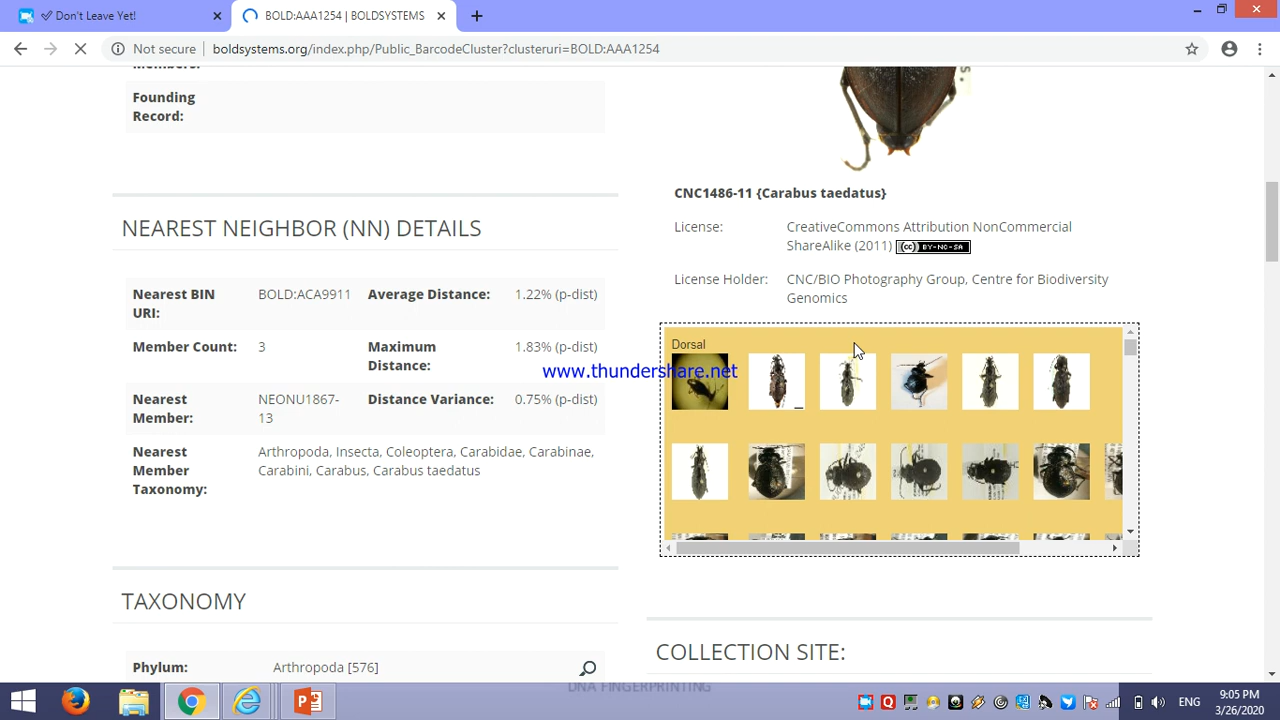 ✓ Don't Leave Yet!
BOLD:AAA1254 | BOLDSYSTEMS
Not secure
boldsystems.org/index.php/Public_BarcodeCluster?clusteruri=BOLD:AAA1254
Members:
Founding
Record:
CNC1486-11 {Carabus taedatus}
License:
CreativeCommons Attribution NonCommercial
ShareAlike (2011)
(cc) BY-NC-SA
License Holder:
CNC/BIO Photography Group, Centre for Biodiversity
Genomics
NEAREST NEIGHBOR (NN) DETAILS
Nearest BIN
URI:
BOLD:ACA9911
Average Distance:
1.22% (p-dist)
Member Count:
3
Maximum
Distance:
1.83% (p-dist)
Nearest
Member:
NEONU1867-
13
Distance Variance:
0.75% (p-dist)
Nearest
Member
Taxonomy:
Arthropoda, Insecta, Coleoptera, Carabidae, Carabinae,
Carabini, Carabus, Carabus taedatus
Dorsal
www.thundershare.net
TAXONOMY
Phylum:
Arthropoda [576]
COLLECTION SITE:
DNA FINGERPRINTING
ENG
9:05 PM
3/26/2020